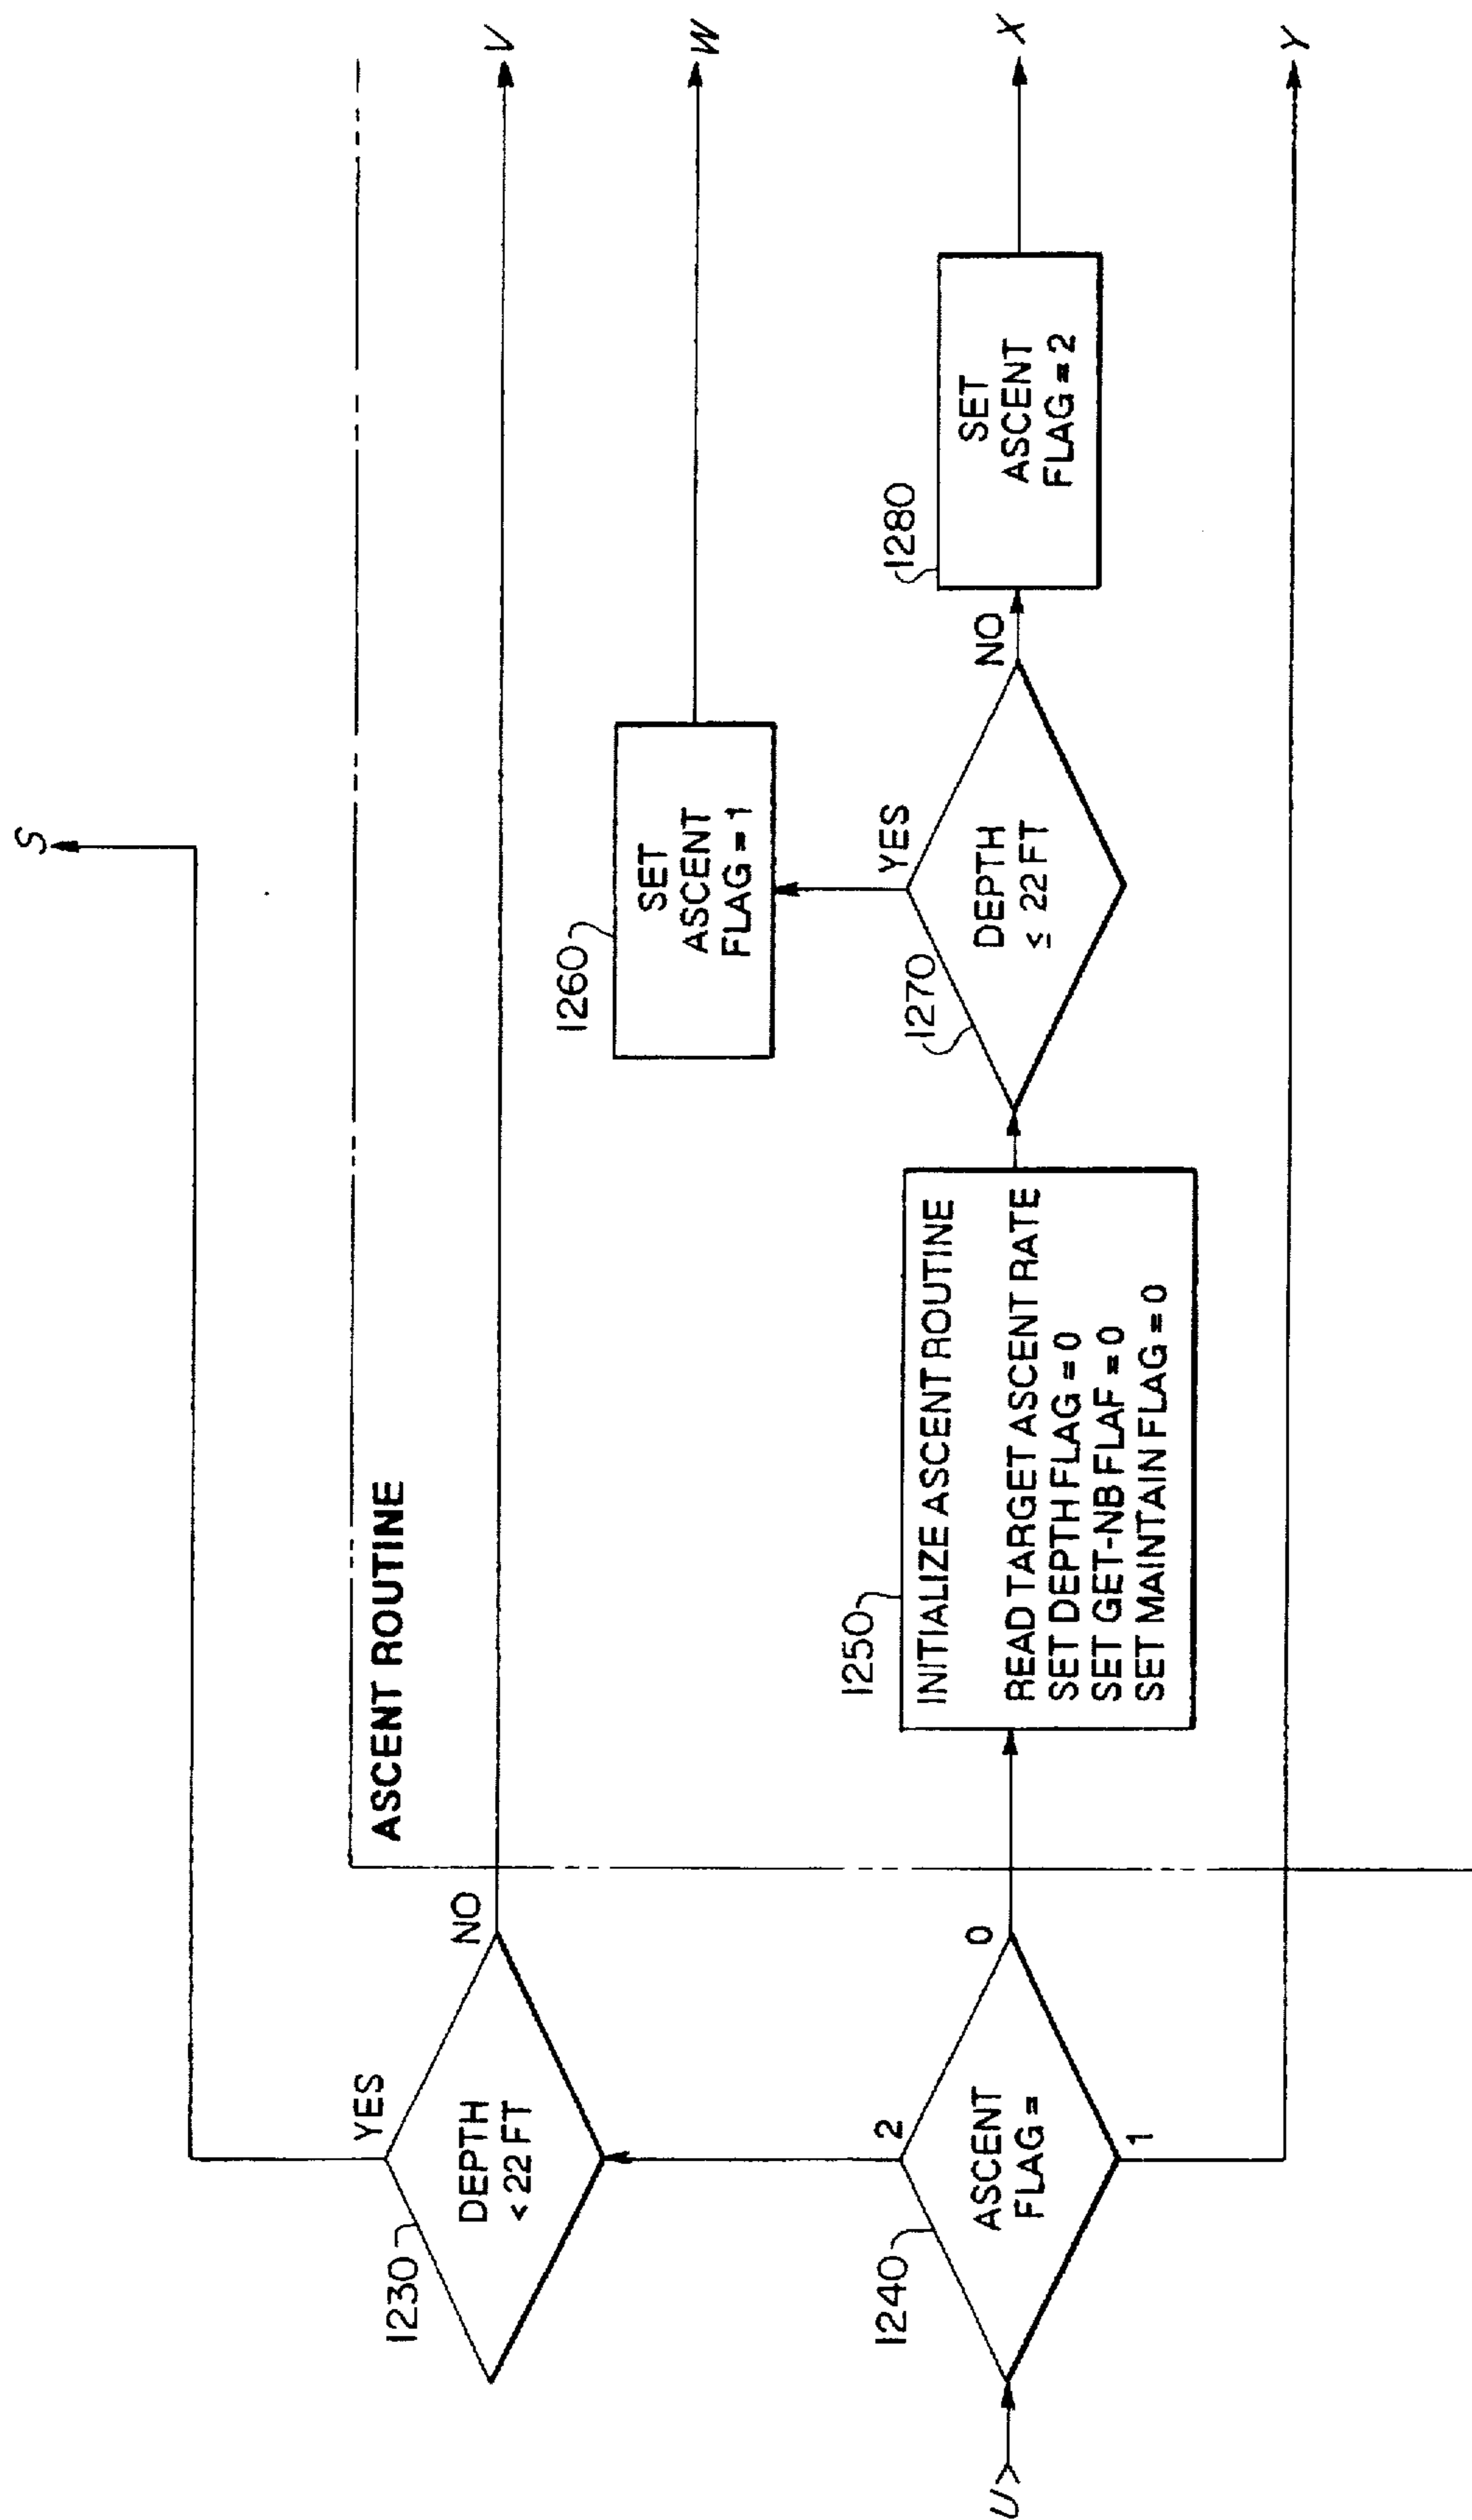 S
V
W
X
Y
ASCENT ROUTINE
1230
DEPTH
< 22 FT
YES
NO
U
1240
ASCENT
FLAG =
2
0
1
1250
INITIALIZE ASCENT ROUTINE
READ TARGET ASCENT RATE
SET DEPTH FLAG = 0
SET GET-NB FLAF = 0
SET MAINTAIN FLAG = 0
1260
SET
ASCENT
FLAG = 1
1270
DEPTH
≤ 22 FT
YES
NO
1280
SET
ASCENT
FLAG = 2